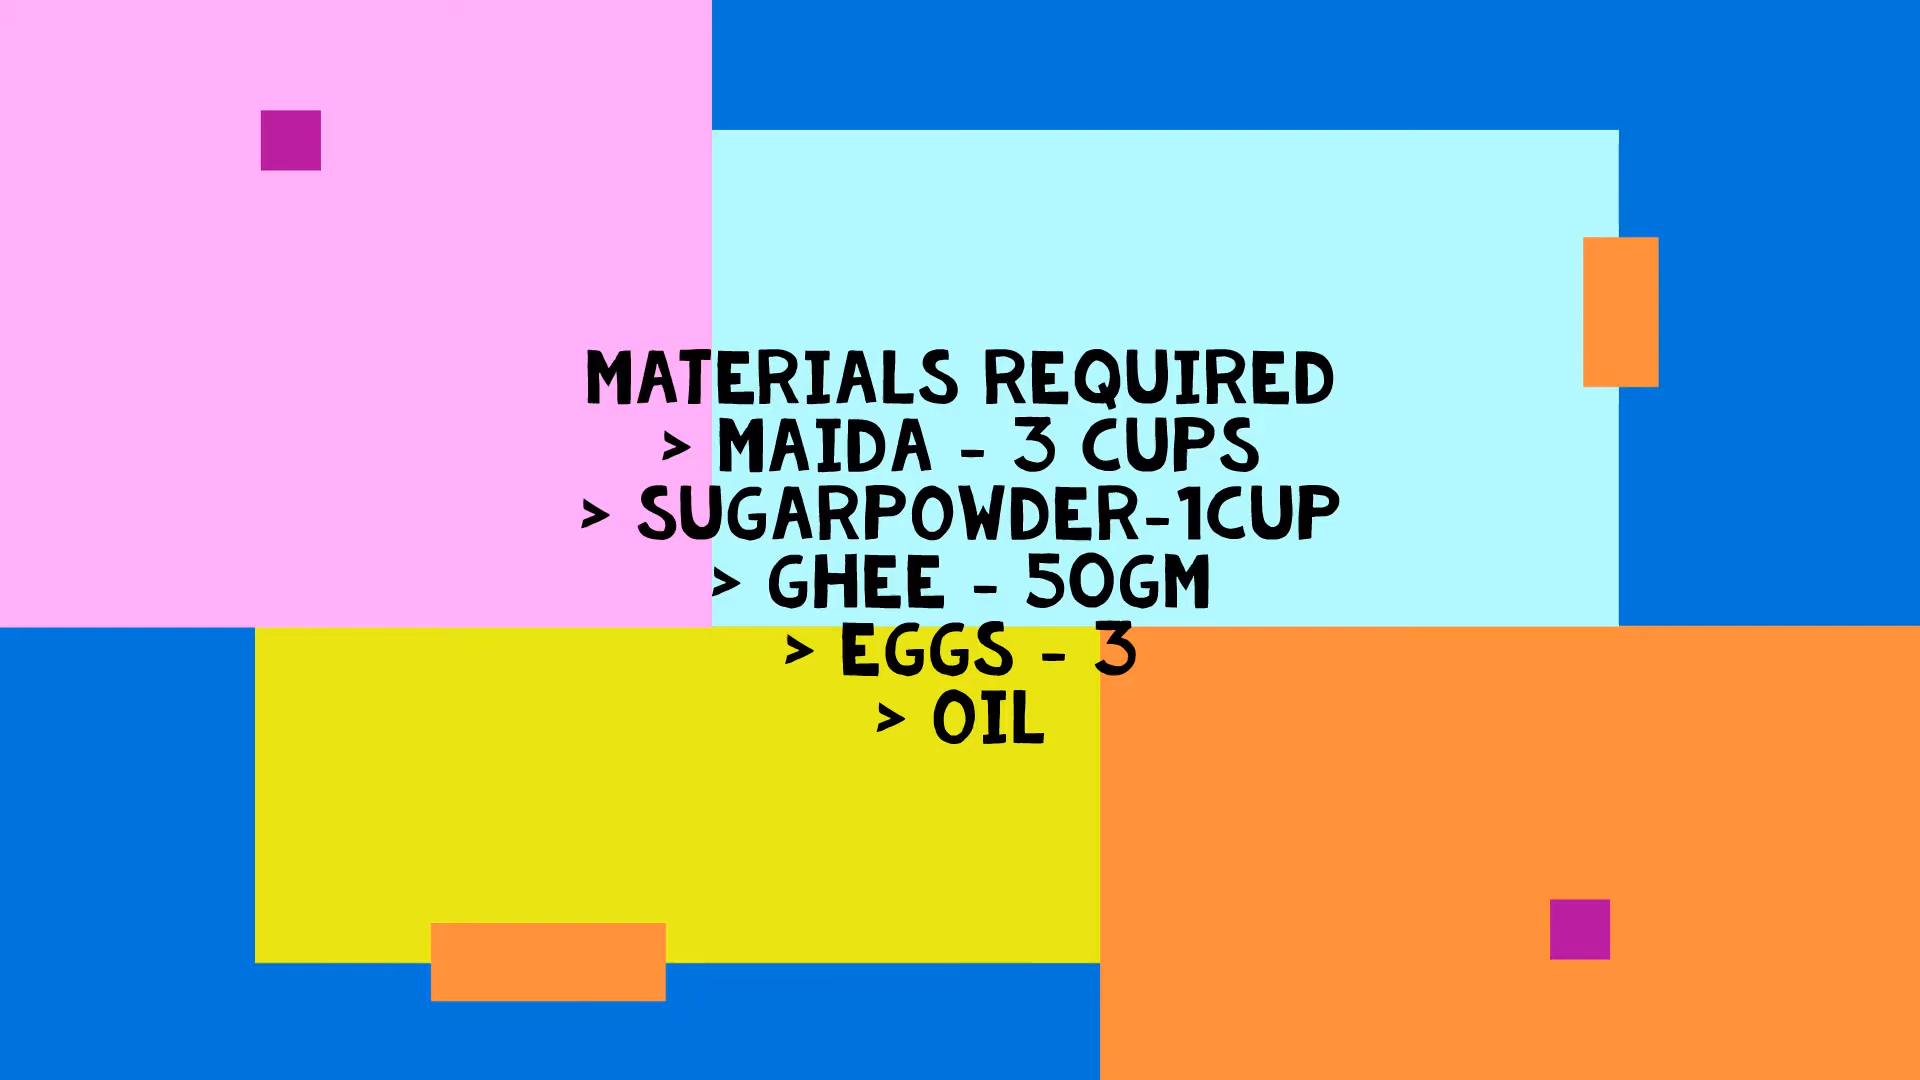 MATERIALS REQUIRED
> MAIDA - 3 CUPS
> SUGARPOWDER-1CUP
> GHEE - 50GM
> EGGS - 3
> OIL